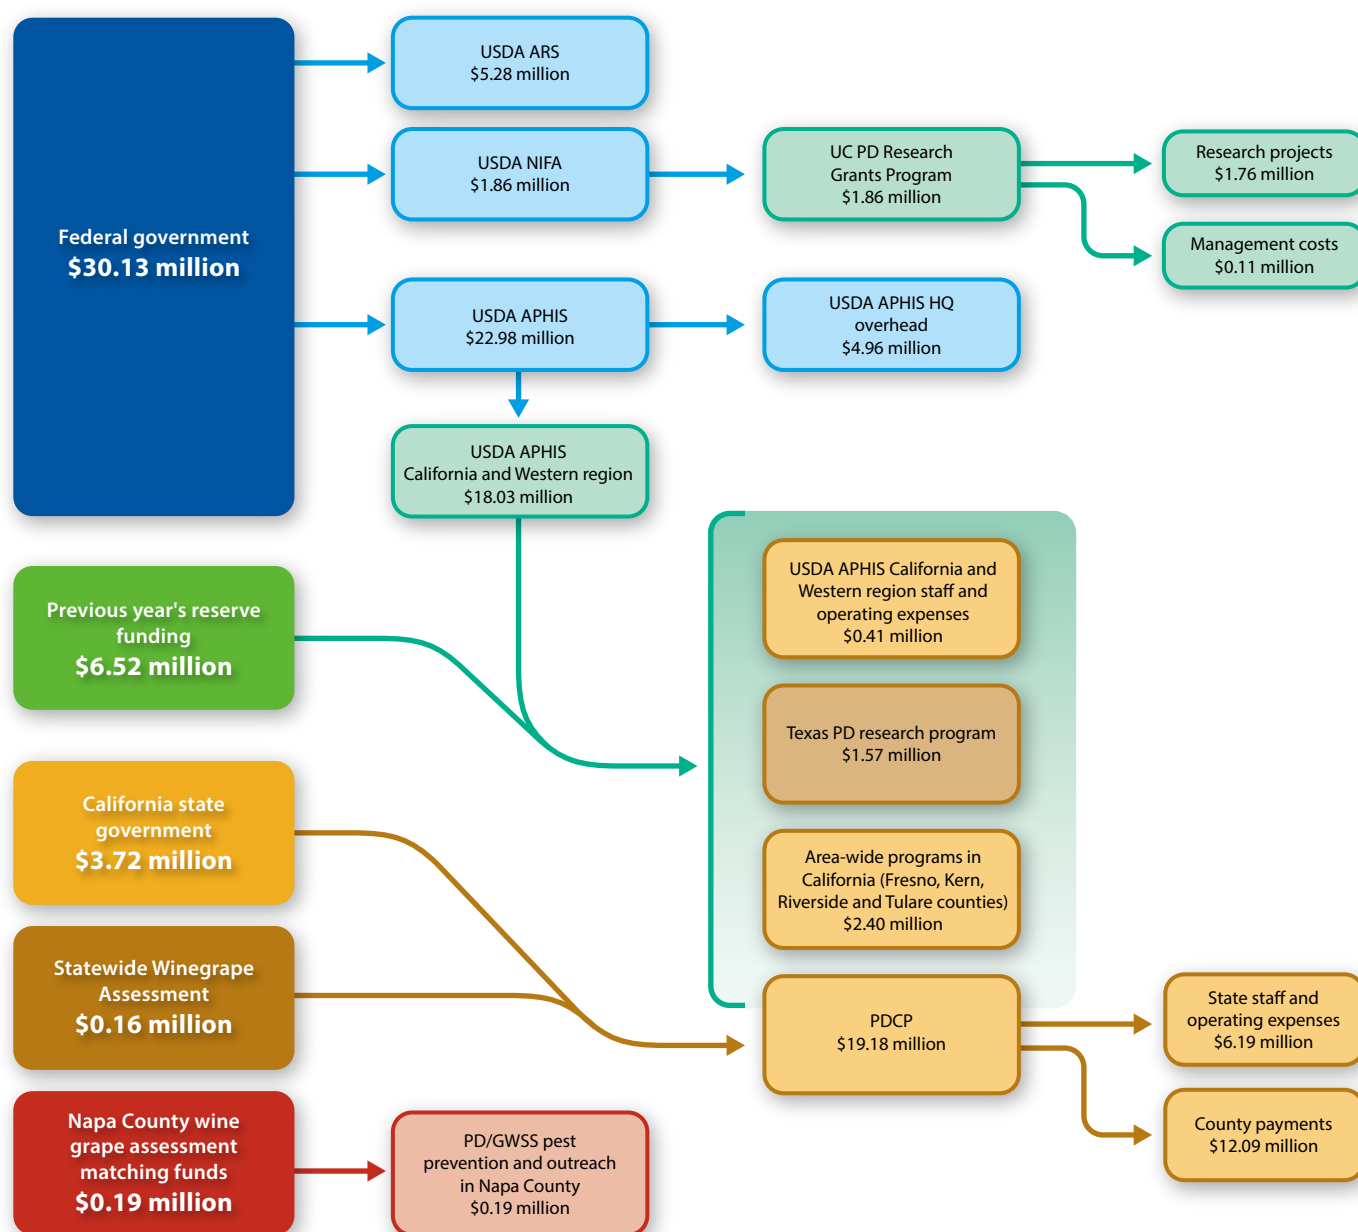 Federal government
$30.13 million
USDA ARS
$5.28 million
USDA NIFA
$1.86 million
UC PD Research
Grants Program
$1.86 million
Research projects
$1.76 million
Management costs
$0.11 million
USDA APHIS
$22.98 million
USDA APHIS HQ
overhead
$4.96 million
USDA APHIS
California and Western region
$18.03 million
Previous year's reserve
funding
$6.52 million
USDA APHIS California and
Western region staff and
operating expenses
$0.41 million
Texas PD research program
$1.57 million
Area-wide programs in
California (Fresno, Kern,
Riverside and Tulare counties)
$2.40 million
California state
government
$3.72 million
Statewide Winegrape
Assessment
$0.16 million
PDCP
$19.18 million
State staff and
operating expenses
$6.19 million
County payments
$12.09 million
Napa County wine
grape assessment
matching funds
$0.19 million
PD/GWSS pest
prevention and outreach
in Napa County
$0.19 million